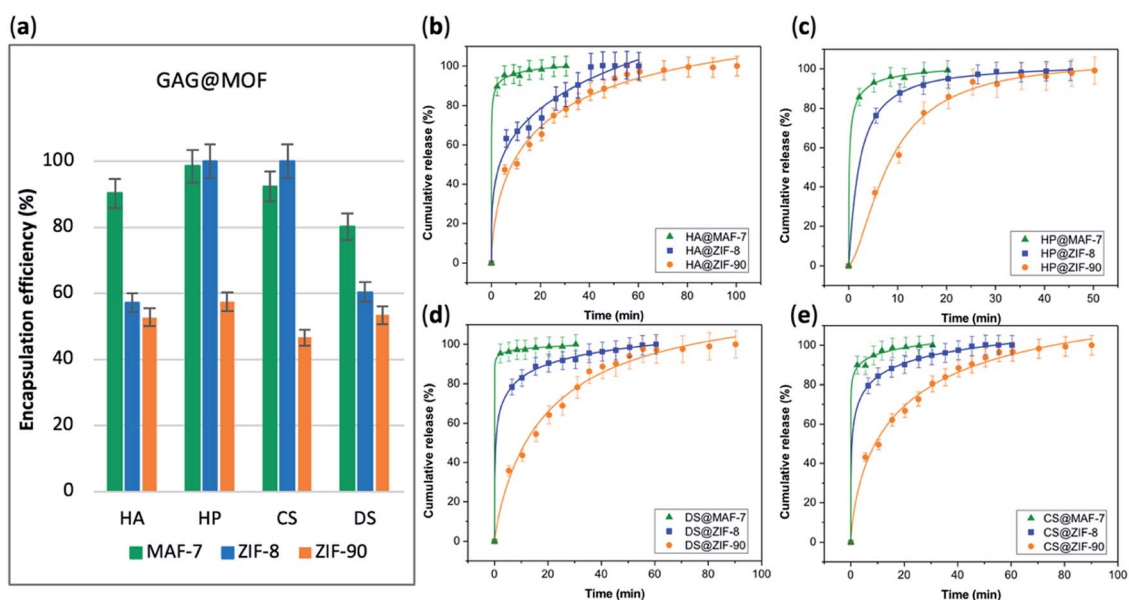 (a)
GAG@MOF
Encapsulation efficiency (%)
100
80
60
40
20
0
HA HP CS DS
MAF-7 ZIF-8 ZIF-90
(b)
Cumulative release (%)
100
80
60
40
20
0
HA@MAF-7
HA@ZIF-8
HA@ZIF-90
0 20 40 60 80 100
Time (min)
(c)
Cumulative release (%)
100
80
60
40
20
0
HP@MAF-7
HP@ZIF-8
HP@ZIF-90
0 10 20 30 40 50
Time (min)
(d)
Cumulative release (%)
100
80
60
40
20
0
DS@MAF-7
DS@ZIF-8
DS@ZIF-90
0 20 40 60 80 100
Time (min)
(e)
Cumulative release (%)
100
80
60
40
20
0
CS@MAF-7
CS@ZIF-8
CS@ZIF-90
0 20 40 60 80 100
Time (min)